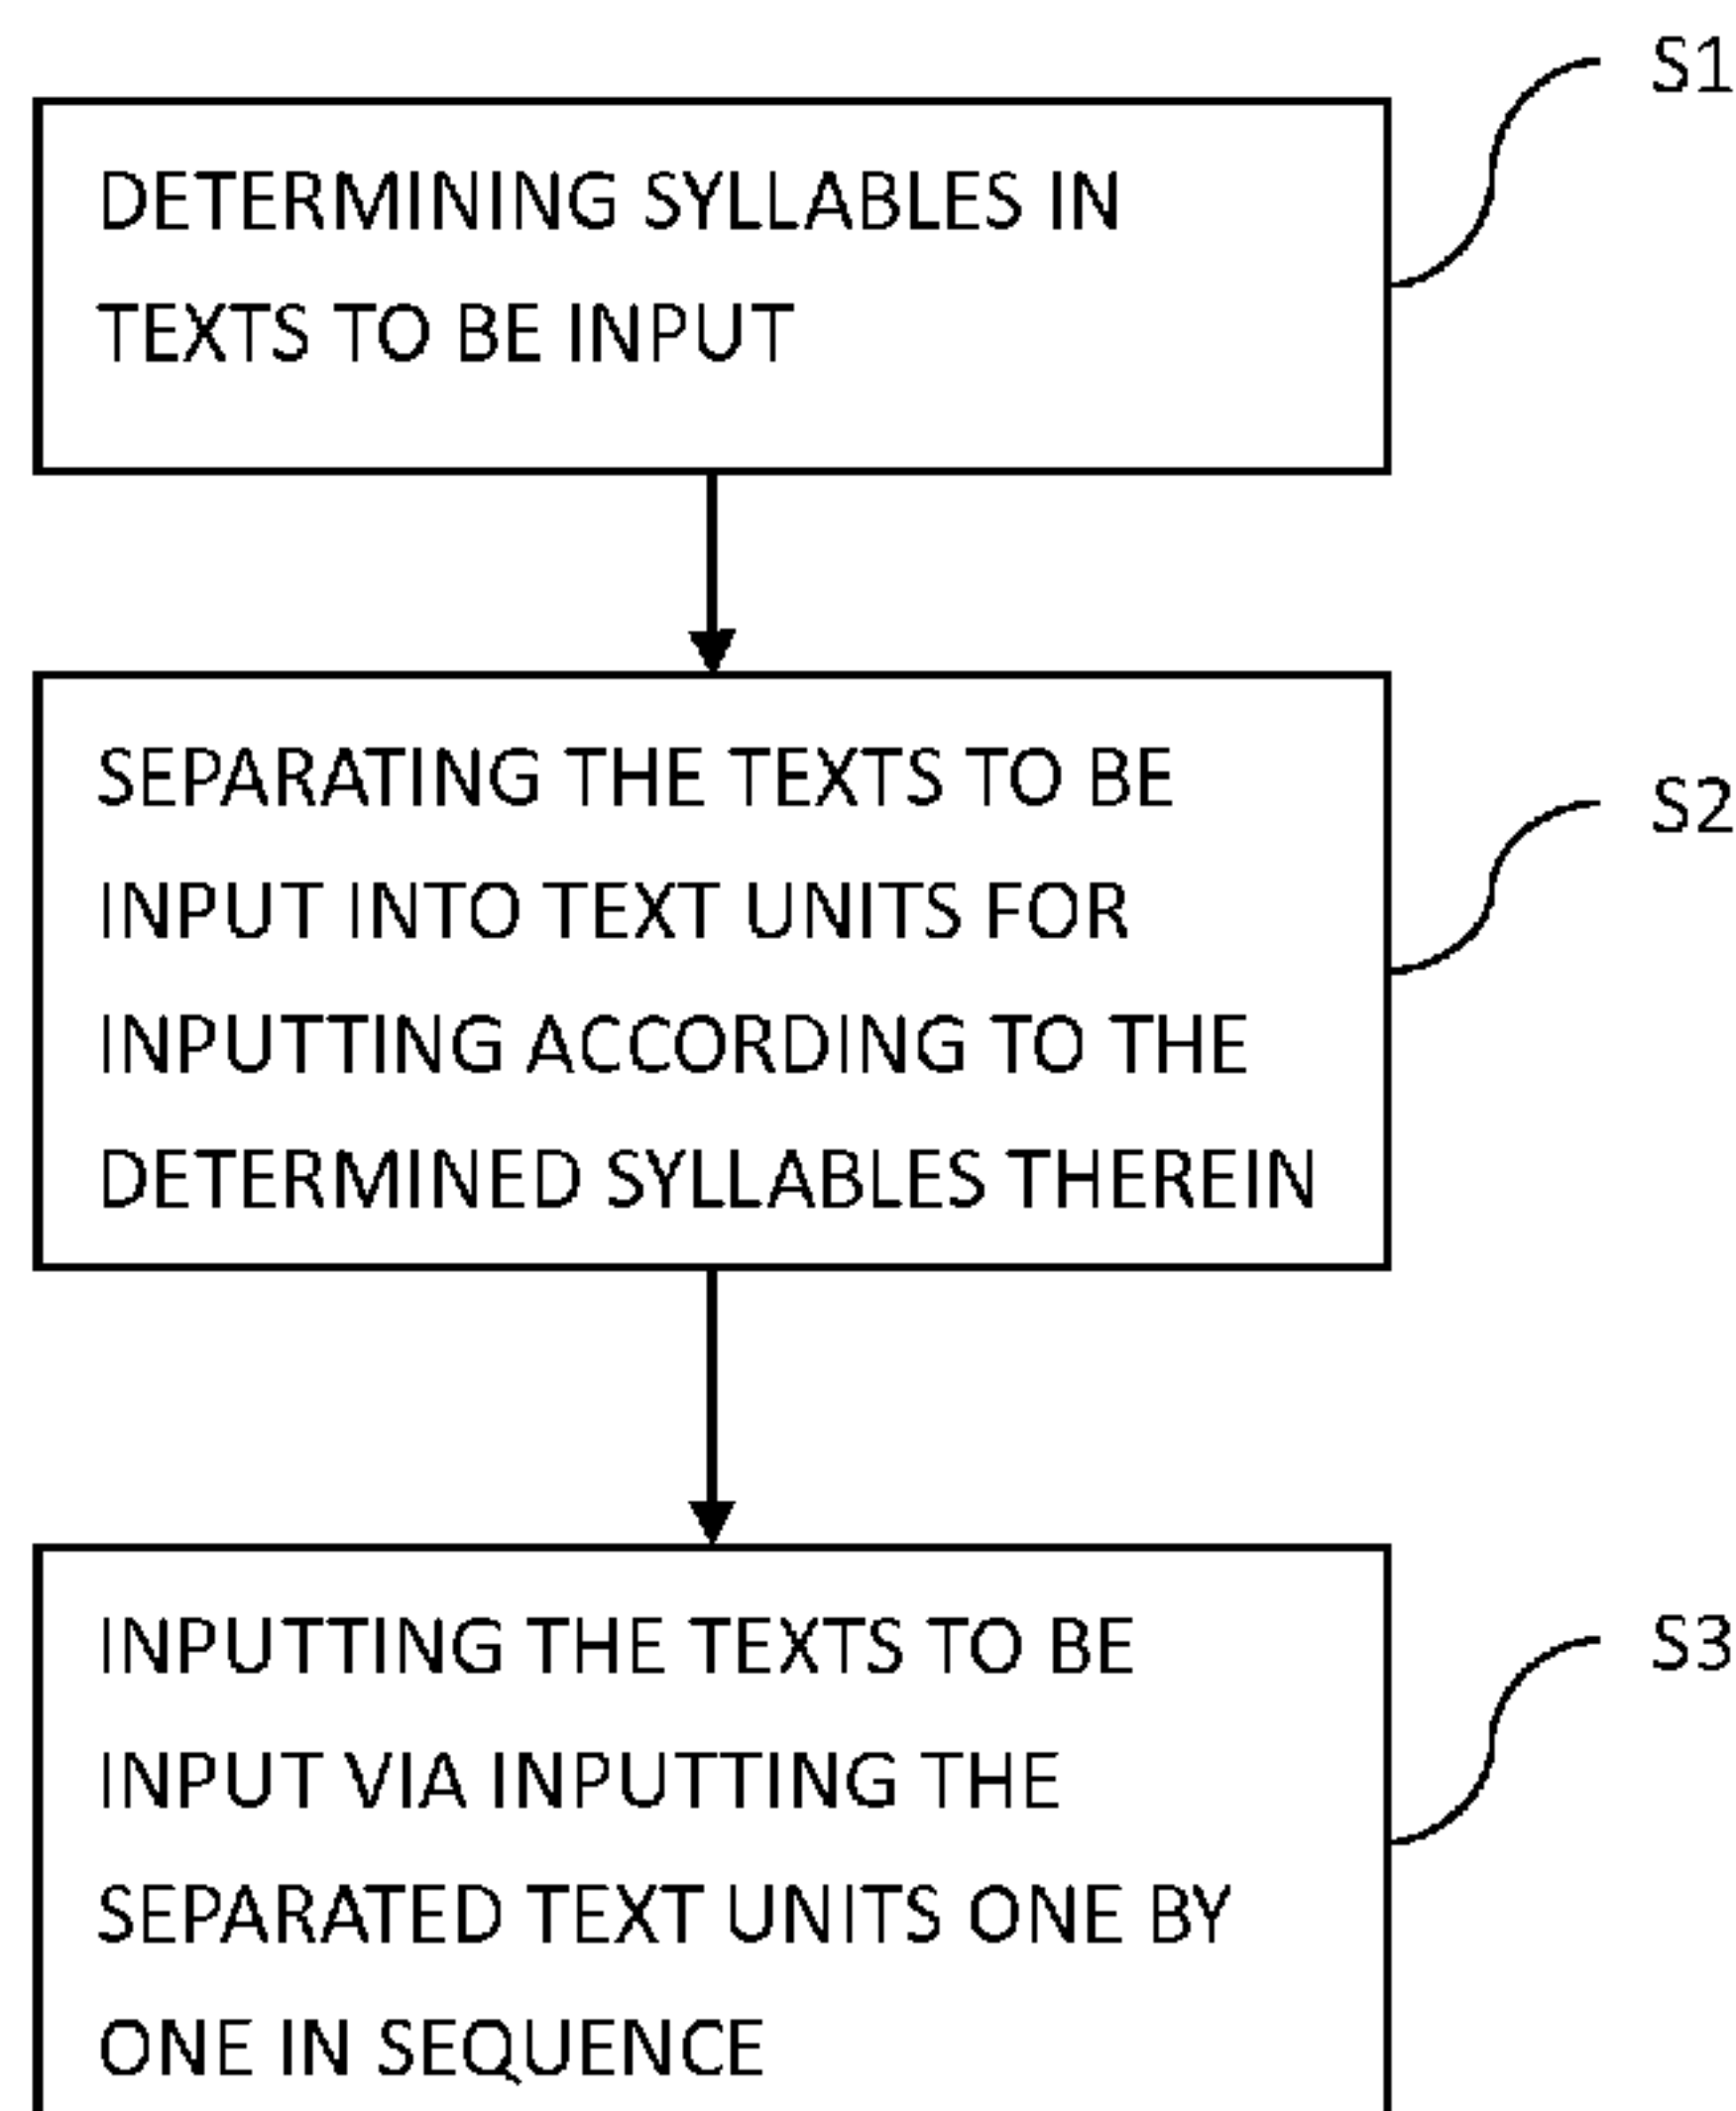 S1
DETERMINING SYLLABLES IN
TEXTS TO BE INPUT
SEPARATING THE TEXTS TO BE
S2
INPUT INTO TEXT UNITS FOR
INPUTTING ACCORDING TO THE
DETERMINED SYLLABLES THEREIN
INPUTTING THE TEXTS TO BE
S3
INPUT VIA INPUTTING THE
SEPARATED TEXT UNITS ONE BY
ONE IN SEQUENCE